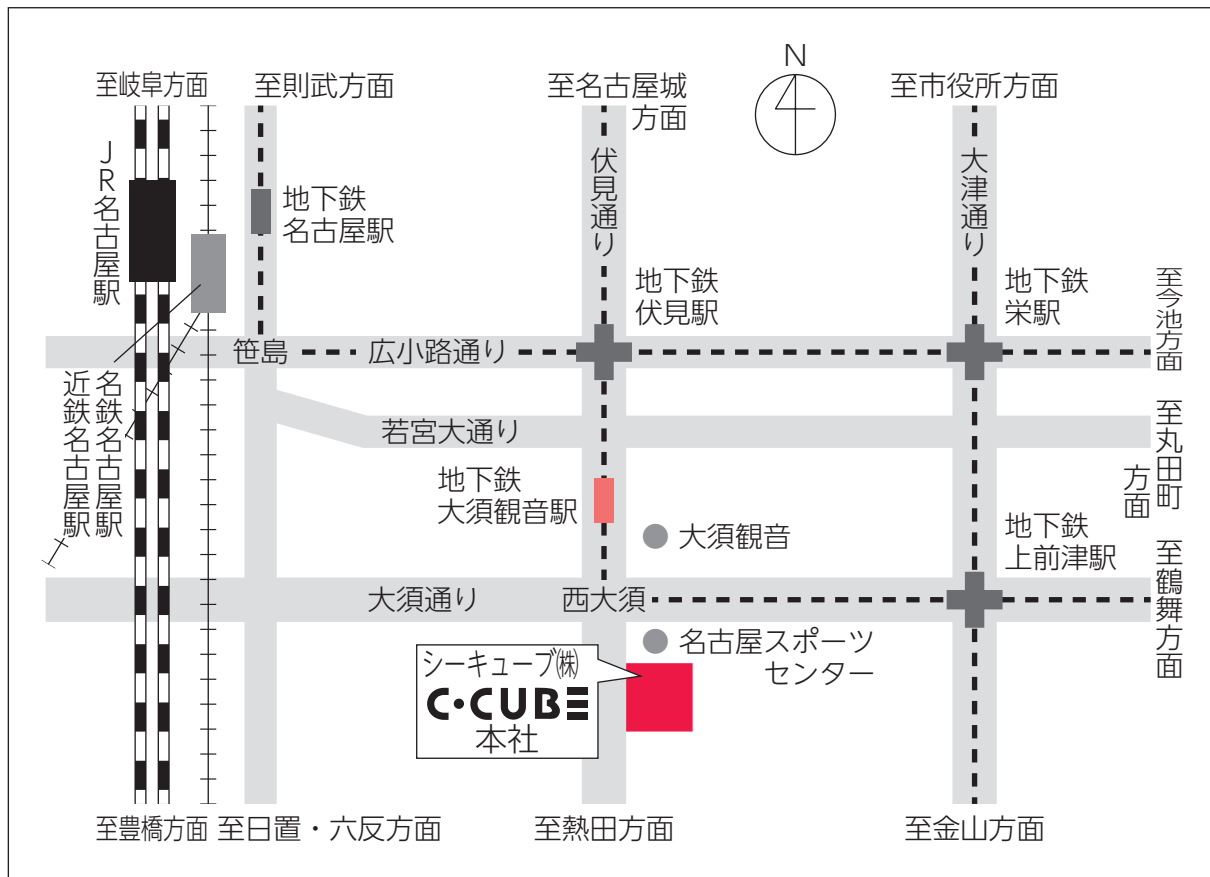 N
至岐阜方面
至則武方面
至名古屋城
方面
至市役所方面
JR名古屋駅
地下鉄
名古屋駅
伏見通り
大津通り
地下鉄
伏見駅
地下鉄
栄駅
至今池方面
笹島
広小路通り
名鉄名古屋駅
近鉄名古屋駅
若宮大通り
至丸田町
方面
地下鉄
大須観音駅
大須観音
地下鉄
上前津駅
大須通り
西大須
至鶴舞方面
名古屋スポーツ
センター
シーキューブ㈱
C・CUBE
本社
至豊橋方面
至日置・六反方面
至熱田方面
至金山方面